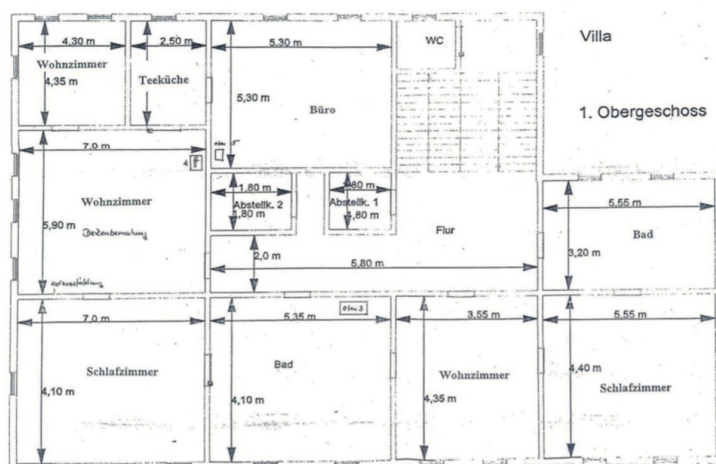 Villa
1. Obergeschoss
4,30 m
2,50 m
5,30 m
WC
Wohnzimmer
4,35 m
Teeküche
5,30 m
Büro
7,0 m
Wohnzimmer
5,90 m
1,80 m
Abstellk. 2
1,80 m
,80 m
Abstellk. 1
4,80 m
Flur
2,0 m
5,80 m
5,55 m
Bad
3,20 m
7,0 m
5,35 m
3,55 m
5,55 m
Schlafzimmer
4,10 m
Bad
4,10 m
Wohnzimmer
4,35 m
4,40 m
Schlafzimmer